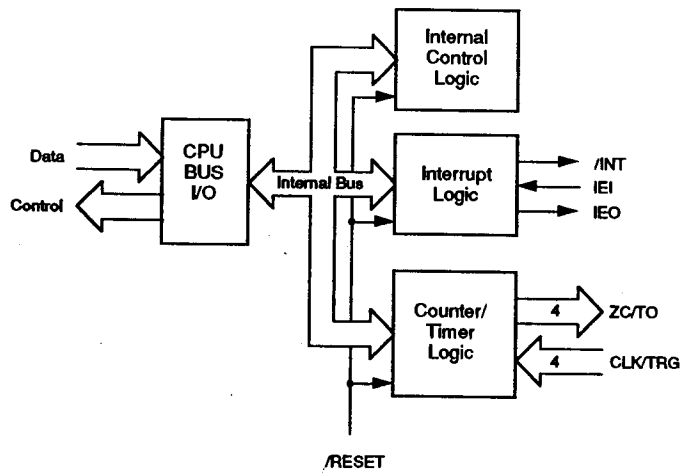 Internal
Control
Logic
CPU
BUS
I/O
Data
Control
Internal Bus
Interrupt
Logic
/INT
IEI
IEO
Counter/
Timer
Logic
4
ZC/TO
4
CLK/TRG
/RESET